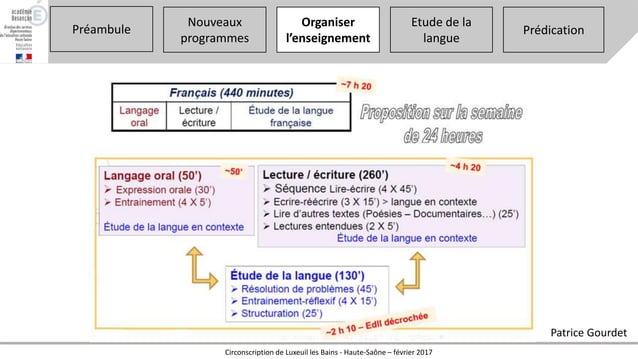 académie
Besançon
Préambule
Nouveaux
programmes
Organiser
l’enseignement
Etude de la
langue
Prédication
~7 h 20
Français (440 minutes)
Langage
oral
Lecture /
écriture
Étude de la langue
française
Proposition sur la semaine
de 24 heures
Langage oral (50’)
~50’
➢ Expression orale (30’)
➢ Entrainement (4 X 5’)
Étude de la langue en contexte
~4 h 20
Lecture / écriture (260’)
➢ Séquence Lire-écrire (4 X 45’)
➢ Ecrire-réécrire (3 X 15’) > langue en contexte
➢ Lire d’autres textes (Poésies – Documentaires…) (25’)
➢ Lectures entendues (2 X 5’)
Étude de la langue en contexte
Étude de la langue (130’)
➢ Résolution de problèmes (45’)
➢ Entrainement-réflexif (4 X 15’)
➢ Structuration (25’)
~2 h 10 – Edll décrochée
Patrice Gourdet
Circonscription de Luxeuil les Bains - Haute-Saône – février 2017